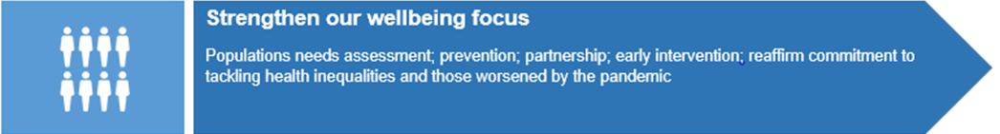 Strengthen our wellbeing focus
Populations needs assessment; prevention; partnership; early intervention; reaffirm commitment to
tackling health inequalities and those worsened by the pandemic